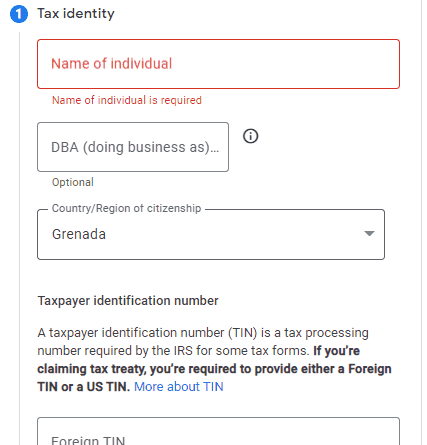 1 Tax identity
Name of individual
Name of individual is required
DBA (doing business as)...
Optional
Country/Region of citizenship
Grenada
Taxpayer identification number
A taxpayer identification number (TIN) is a tax processing
number required by the IRS for some tax forms. If you're
claiming tax treaty, you're required to provide either a Foreign
TIN or a US TIN. More about TIN
Foreign TIN